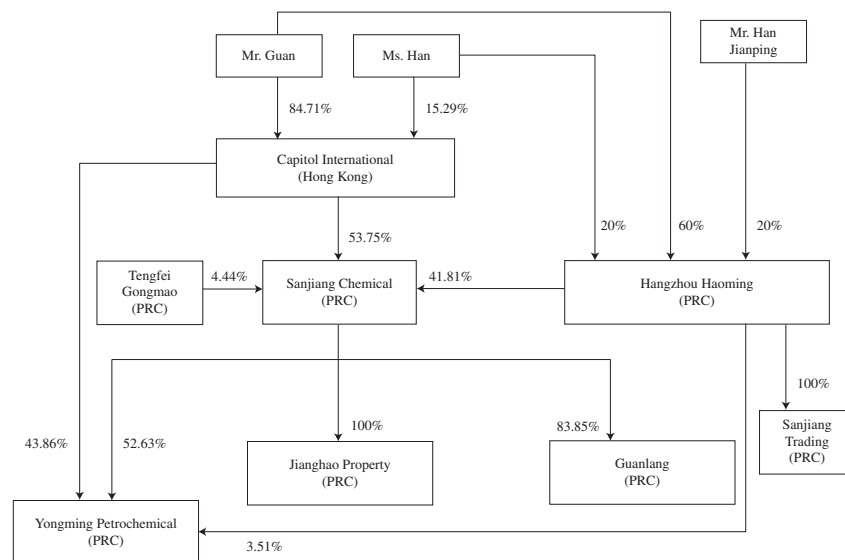 Mr. Guan
Ms. Han
Mr. Han
Jianping
84.71%
15.29%
Capitol International
(Hong Kong)
20%
60%
20%
53.75%
Tengfei
Gongmao
(PRC)
4.44%
Sanjiang Chemical
(PRC)
41.81%
Hangzhou Haoming
(PRC)
100%
43.86%
52.63%
100%
83.85%
Sanjiang
Trading
(PRC)
Jianghao Property
(PRC)
Guanlang
(PRC)
Yongming Petrochemical
(PRC)
3.51%